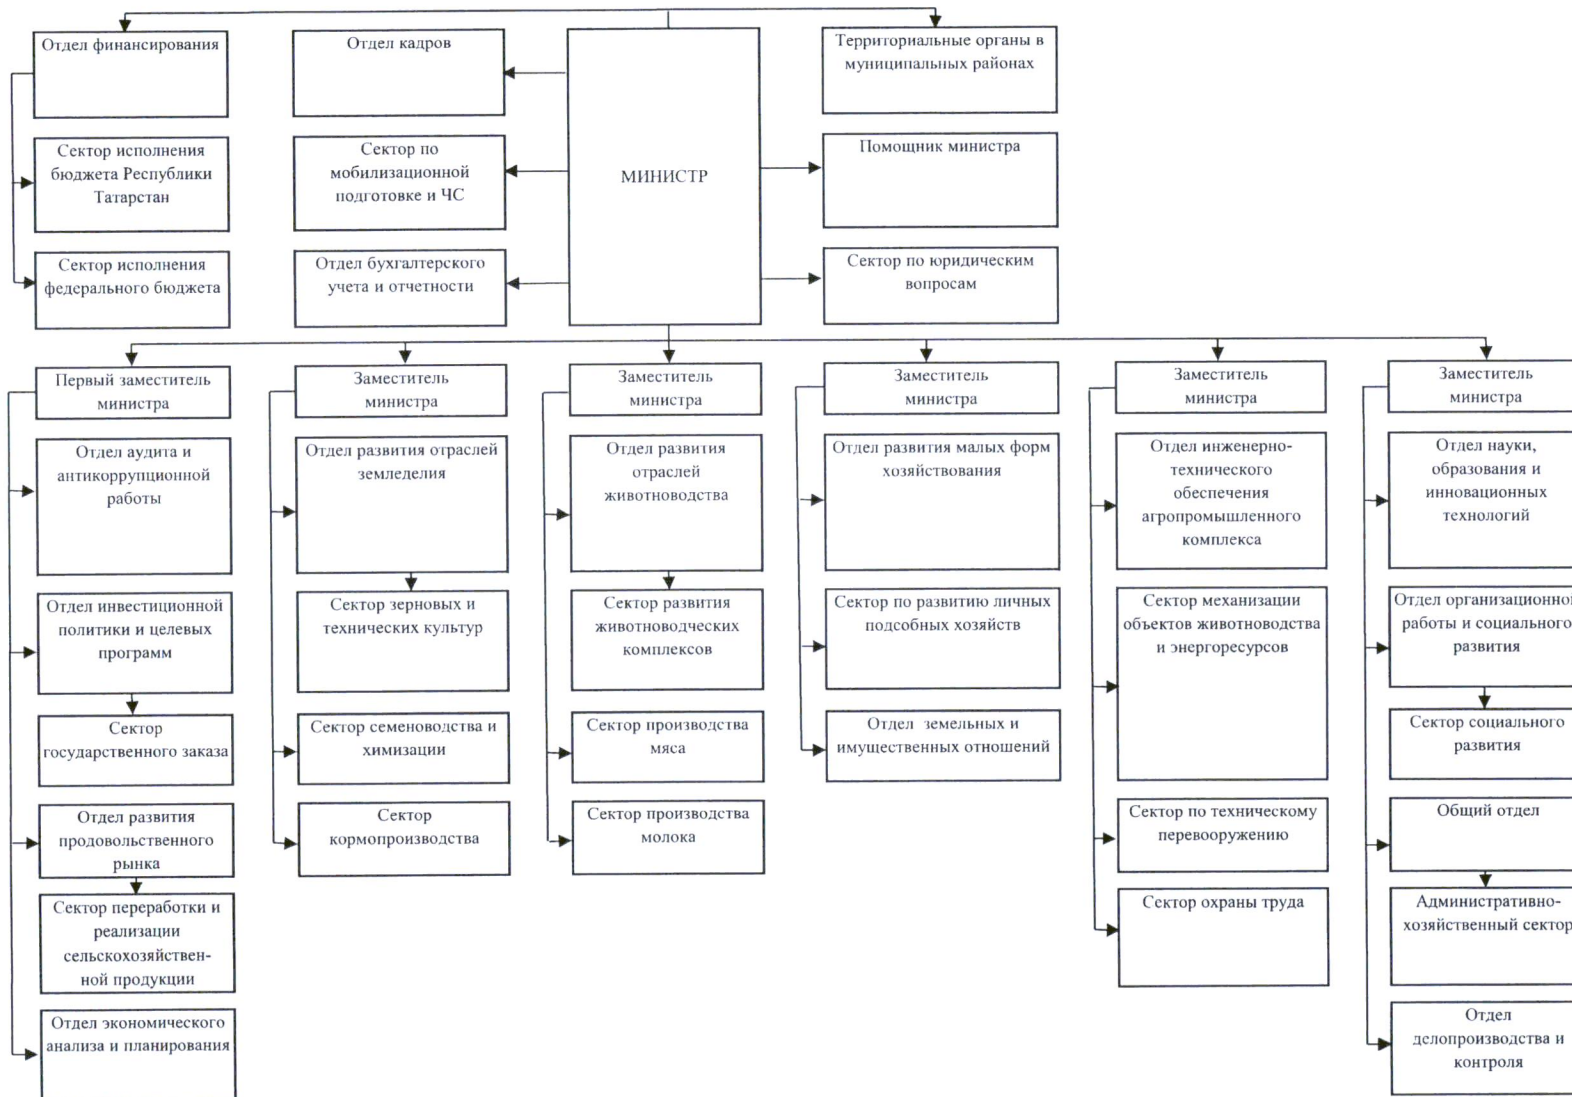 Отдел финансирования
Отдел кадров
МИНИСТР
Территориальные органы в
муниципальных районах
Сектор исполнения
бюджета Республики
Татарстан
Сектор по
мобилизационной
подготовке и ЧС
Помощник министра
Сектор исполнения
федерального бюджета
Отдел бухгалтерского
учета и отчетности
Сектор по юридическим
вопросам
Первый заместитель
министра
Отдел аудита и
антикоррупционной
работы
Отдел инвестиционной
политики и целевых
программ
Сектор
государственного заказа
Отдел развития
продовольственного
рынка
Сектор переработки и
реализации
сельскохозяйствен-
ной продукции
Отдел экономического
анализа и планирования
Заместитель
министра
Отдел развития отраслей
земледелия
Сектор зерновых и
технических культур
Сектор семеноводства и
химизации
Сектор
кормопроизводства
Заместитель
министра
Отдел развития
отраслей
животноводства
Сектор развития
животноводческих
комплексов
Сектор производства
мяса
Сектор производства
молока
Заместитель
министра
Отдел развития малых форм
хозяйствования
Сектор по развитию личных
подсобных хозяйств
Отдел земельных и
имущественных отношений
Заместитель
министра
Отдел инженерно-
технического
обеспечения
агропромышленного
комплекса
Сектор механизации
объектов животноводства
и энергоресурсов
Сектор по техническому
перевооружению
Сектор охраны труда
Заместитель
министра
Отдел науки,
образования и
инновационных
технологий
Отдел организационной
работы и социального
развития
Сектор социального
развития
Общий отдел
Административно-
хозяйственный сектор
Отдел
делопроизводства и
контроля